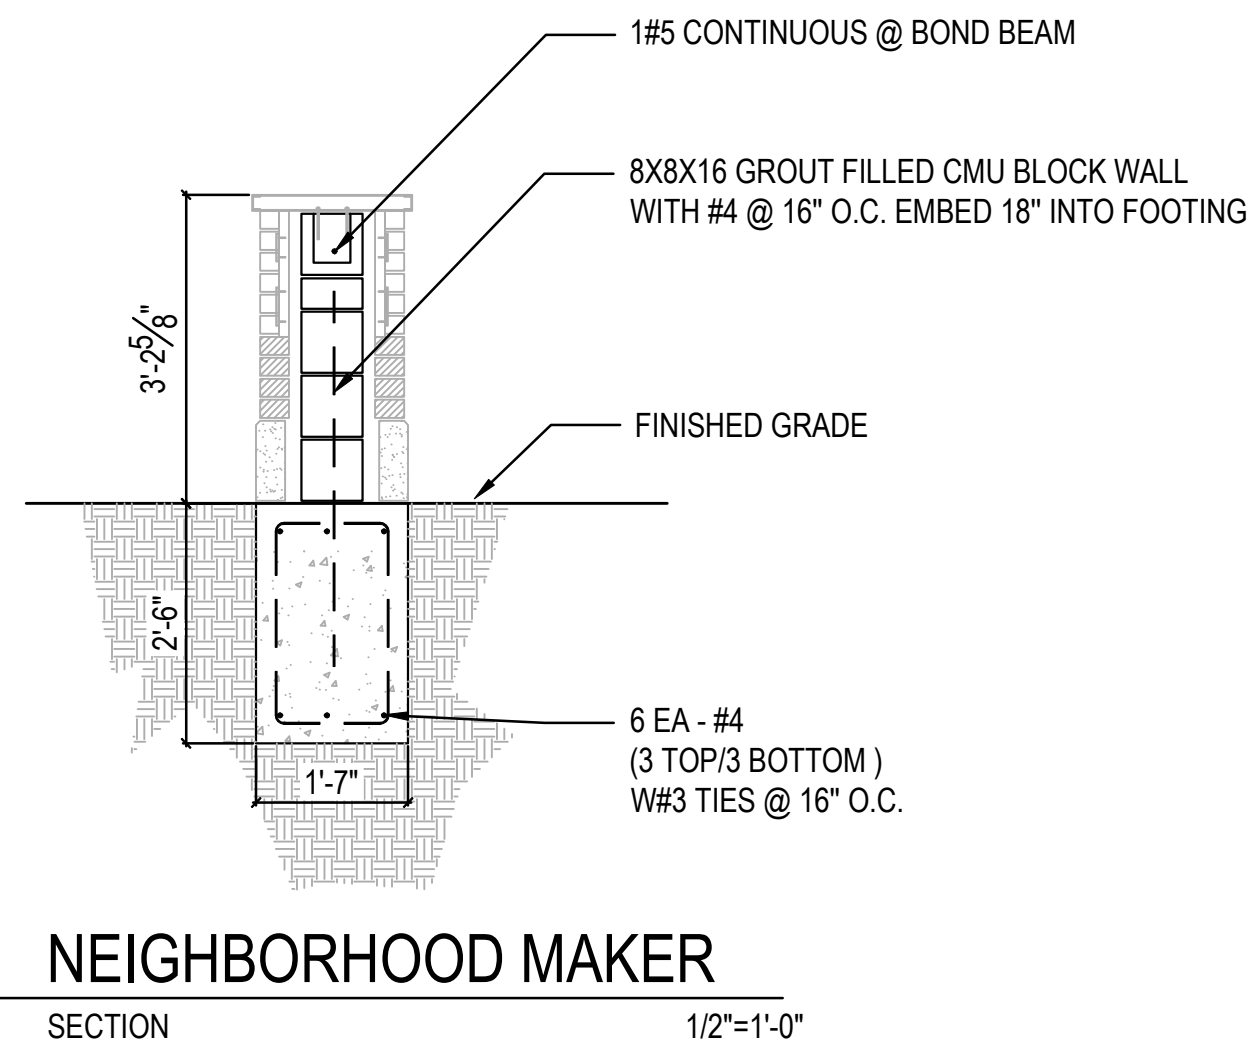 1#5 CONTINUOUS @ BOND BEAM
8X8X16 GROUT FILLED CMU BLOCK WALL
WITH #4 @ 16" O.C. EMBED 18" INTO FOOTING
3'-2 5/8"
FINISHED GRADE
2'-6"
6 EA - #4
(3 TOP/3 BOTTOM )
W#3 TIES @ 16" O.C.
1'-7"
NEIGHBORHOOD MAKER
SECTION 1/2"=1'-0"